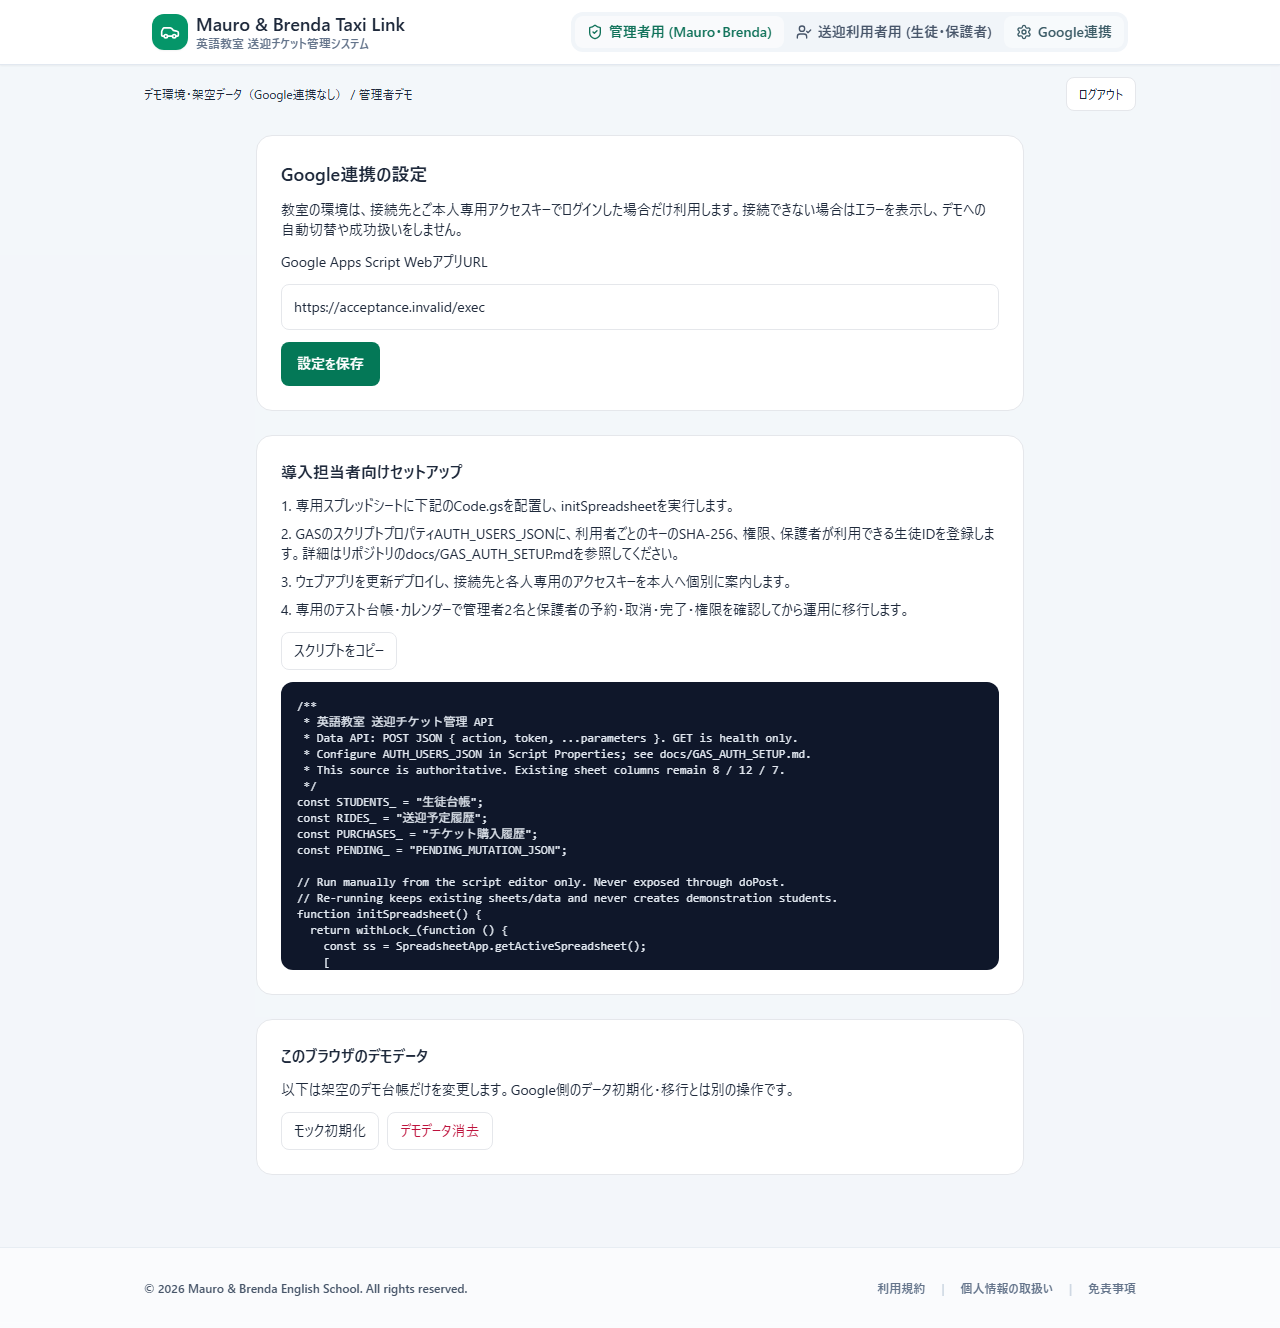 Mauro & Brenda Taxi Link
英語教室 送迎チケット管理システム
管理者用 (Mauro・Brenda)
送迎利用者用 (生徒・保護者)
Google連携
デモ環境・架空データ（Google連携なし） / 管理者デモ
ログアウト
Google連携の設定
教室の環境は、接続先とご本人専用アクセスキーでログインした場合だけ利用します。接続できない場合はエラーを表示し、デモへの
自動切替や成功扱いをしません。
Google Apps Script WebアプリURL
https://acceptance.invalid/exec
設定を保存
導入担当者向けセットアップ
1. 専用スプレッドシートに下記のCode.gsを配置し、initSpreadsheetを実行します。
2. GASのスクリプトプロパティAUTH_USERS_JSONに、利用者ごとのキーのSHA-256、権限、保護者が利用できる生徒IDを登録しま
す。詳細はリポジトリのdocs/GAS_AUTH_SETUP.mdを参照してください。
3. ウェブアプリを更新デプロイし、接続先と各人専用のアクセスキーを本人へ個別に案内します。
4. 専用のテスト台帳・カレンダーで管理者2名と保護者の予約・取消・完了・権限を確認してから運用に移行します。
スクリプトをコピー
/**
 * 英語教室 送迎チケット管理 API
 * Data API: POST JSON { action, token, ...parameters }. GET is health only.
 * Configure AUTH_USERS_JSON in Script Properties; see docs/GAS_AUTH_SETUP.md.
 * This source is authoritative. Existing sheet columns remain 8 / 12 / 7.
 */
const STUDENTS_ = "生徒台帳";
const RIDES_ = "送迎予定履歴";
const PURCHASES_ = "チケット購入履歴";
const PENDING_ = "PENDING_MUTATION_JSON";
// Run manually from the script editor only. Never exposed through doPost.
// Re-running keeps existing sheets/data and never creates demonstration students.
function initSpreadsheet() {
  return withLock_(function () {
    const ss = SpreadsheetApp.getActiveSpreadsheet();
    [
このブラウザのデモデータ
以下は架空のデモ台帳だけを変更します。Google側のデータ初期化・移行とは別の操作です。
モック初期化
デモデータ消去
© 2026 Mauro & Brenda English School. All rights reserved.
利用規約 | 個人情報の取扱い | 免責事項